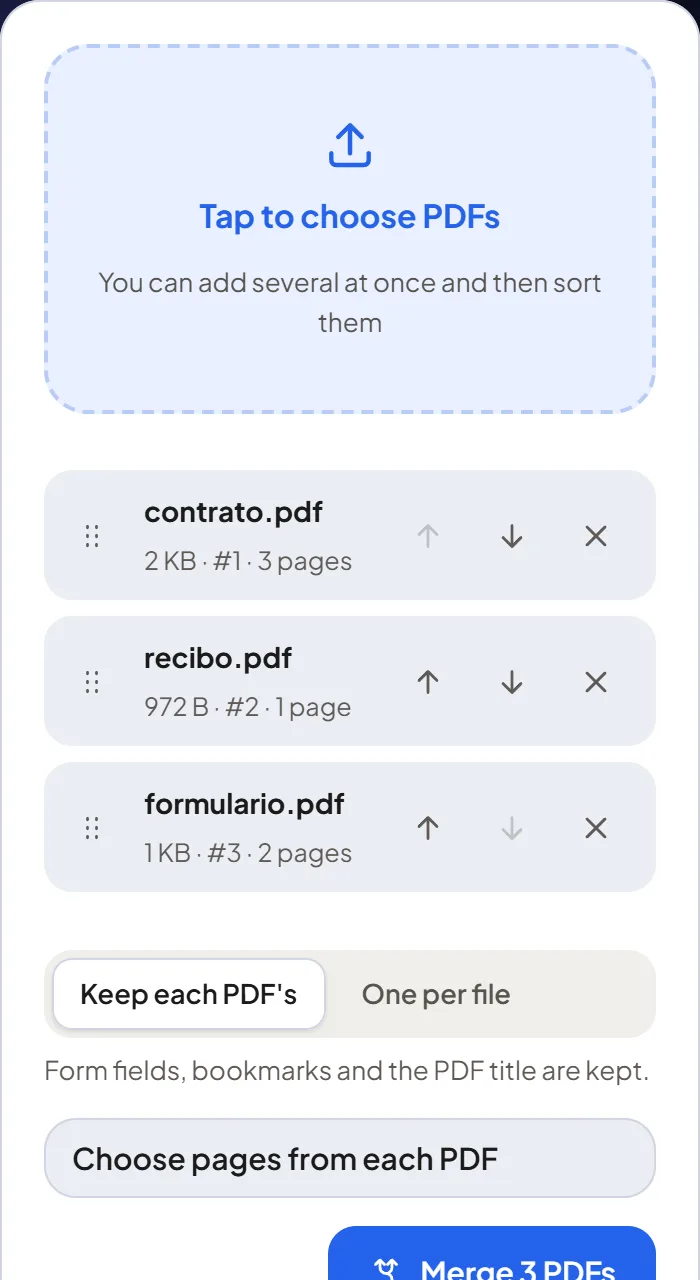 Tap to choose PDFs
You can add several at once and then sort
them
contrato.pdf
2 KB · #1 · 3 pages
recibo.pdf
972 B · #2 · 1 page
formulario.pdf
1 KB · #3 · 2 pages
Keep each PDF's
One per file
Form fields, bookmarks and the PDF title are kept.
Choose pages from each PDF
Merge 3 PDFs